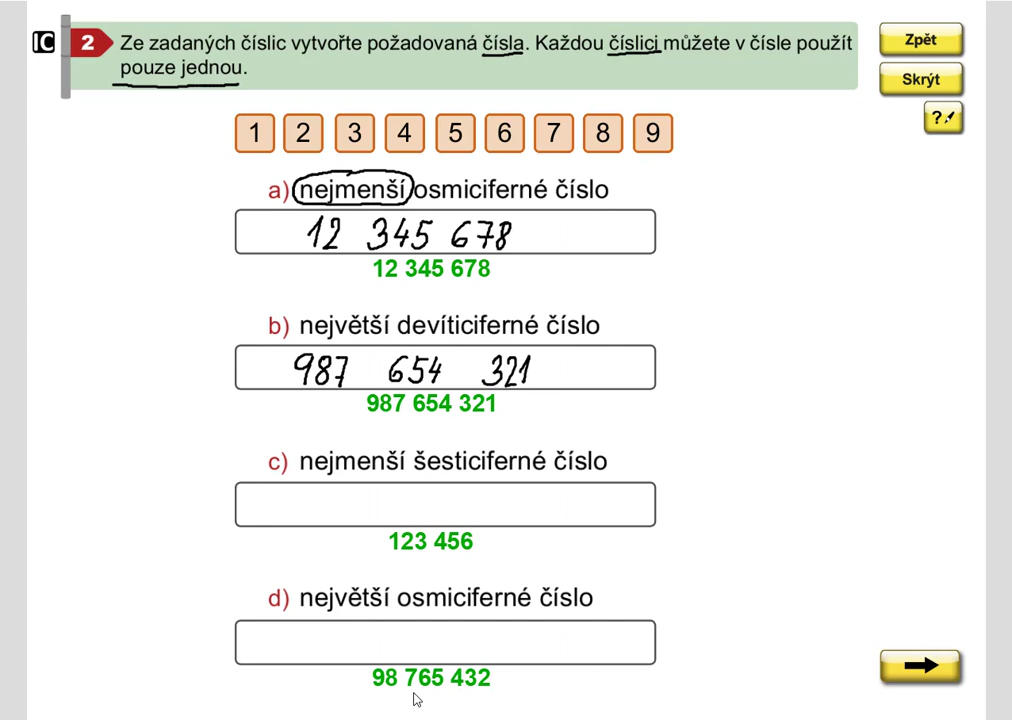 IC 2 Ze zadaných číslic vytvořte požadovaná čísla. Každou číslici můžete v čísle použít
pouze jednou.
Zpět
Skrýt
?
1 2 3 4 5 6 7 8 9
a) nejmenší osmiciferné číslo
12 345 678
12 345 678
b) největší devíticiferné číslo
987 654 321
987 654 321
c) nejmenší šesticiferné číslo
123 456
d) největší osmiciferné číslo
98 765 432